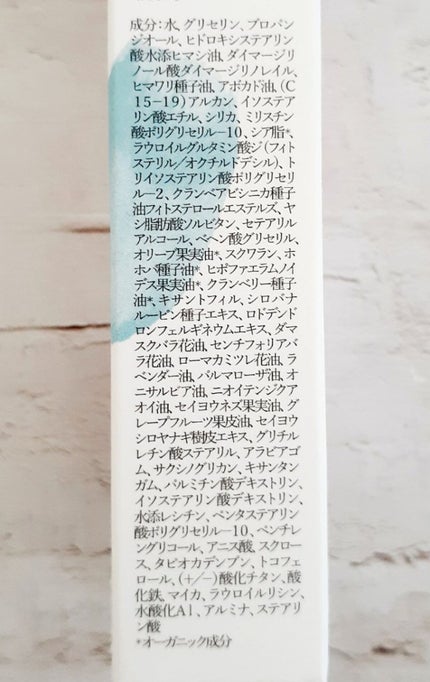 成分:水、グリセリン、プロパン
ジオール、ヒドロキシステアリン
酸水添ヒマシ油、ダイマージリ
ノール酸ダイマージリノレイル、
ヒマワリ種子油、アボカド油、(C
15-19)アルカン、イソステア
リン酸エチル、シリカ、ミリスチン
酸ポリグリセリル-10、シア脂*、
ラウロイルグルタミン酸ジ(フィト
ステリル/オクチルドデシル)、ト
リイソステアリン酸ポリグリセリ
ル-2、クランベアビシニカ種子
油フィトステロールエステルズ、ヤ
シ脂肪酸ソルビタン、セテアリル
アルコール、ベヘン酸グリセリル、
オリーブ果実油*、スクワラン、ホ
ホバ種子油*、ヒポファエラムノイ
デス果実油*、クランベリー種子
油*、キサントフィル、シロバナ
ルーピン種子エキス、ロドデンド
ロンフェルギネウムエキス、ダマ
スクバラ花油、センチフォリアバ
ラ花油、ローマカミツレ花油、ラ
ベンダー油、パルマローザ油、オ
ニサルビア油、ニオイテンジクア
オイ油、セイヨウネズ果実油、グ
レープフルーツ果皮油、セイヨウ
シロヤナギ樹皮エキス、グリチル
レチン酸ステアリル、アラビアゴ
ム、サクシノグリカン、キサンタン
ガム、パルミチン酸デキストリン、
イソステアリン酸デキストリン、
水添レシチン、ペンタステアリン
酸ポリグリセリル-10、ペンチレ
ングリコール、アニス酸、スクロー
ス、タピオカデンプン、トコフェ
ロール、(+/-)酸化チタン、酸
化鉄、マイカ、ラウロイルリシン、
水酸化Al、アルミナ、ステアリ
ン酸
*オーガニック成分